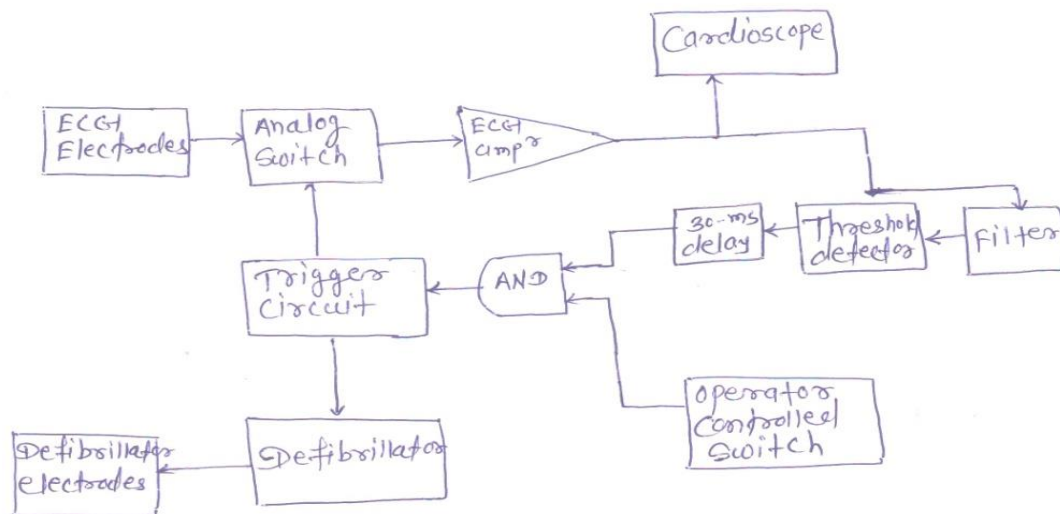 Cardioscope
ECG
Electrodes
Analog
Switch
ECG
ampr
30-ms
delay
Threshold
detector
Filter
Trigger
Circuit
AND
Operator
Controlled
Switch
Defibrillator
electrodes
Defibrillator